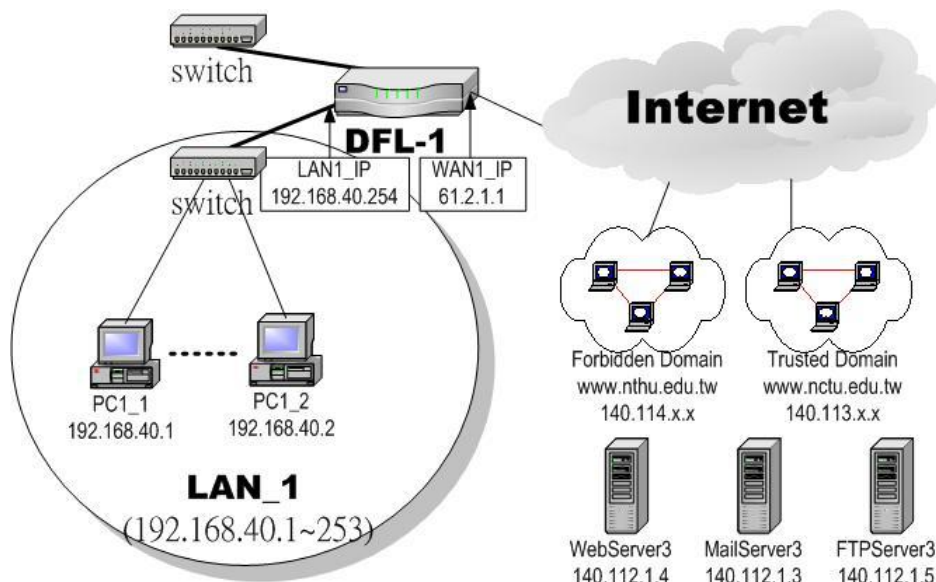 switch
Internet
DFL-1
LAN1_IP
192.168.40.254
WAN1_IP
61.2.1.1
switch
PC1_1
192.168.40.1
PC1_2
192.168.40.2
LAN_1
(192.168.40.1~253)
Forbidden Domain
www.nthu.edu.tw
140.114.x.x
Trusted Domain
www.nctu.edu.tw
140.113.x.x
WebServer3
140.112.1.4
MailServer3
140.112.1.3
FTPServer3
140.112.1.5